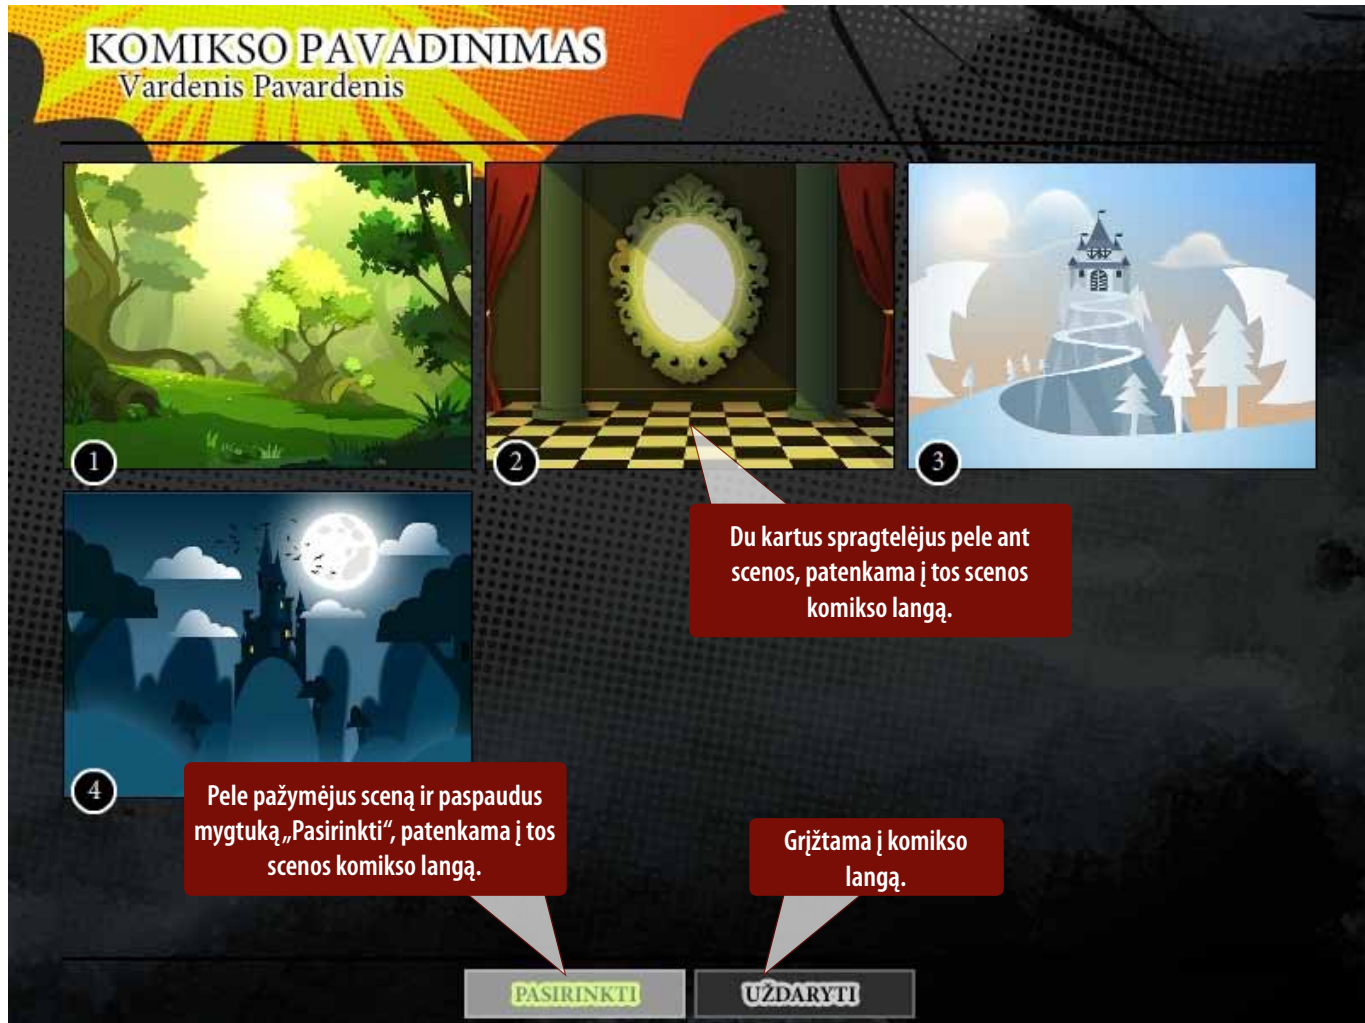 KOMIKSO PAVADINIMAS
Vardenis Pavardenis
1
2
3
Du kartus spragtelėjus pele ant
scenos, patenkama į tos scenos
komikso langą.
4
Pele pažymėjus sceną ir paspaudus
mygtuką „Pasirinkti“, patenkama į tos
scenos komikso langą.
Grįžtama į komikso
langą.
PASIRINKTI
UŽDARYTI